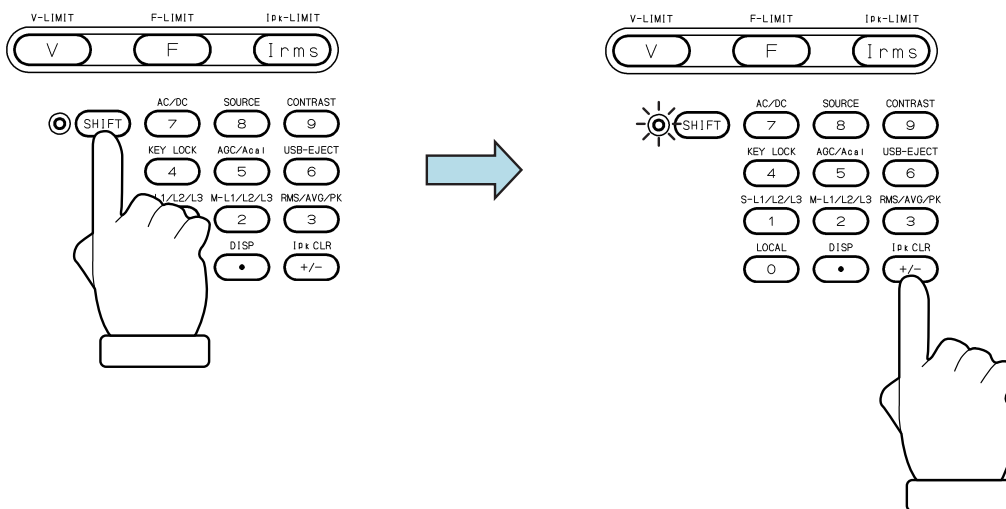 V-LIMIT F-LIMIT Ipk-LIMIT
V F Irms
AC/DC SOURCE CONTRAST
SHIFT 7 8 9
KEY LOCK AGC/Acal USB-EJECT
4 5 6
1/L2/L3 M-L1/L2/L3 RMS/AVG/PK
2 3
DISP Ipk CLR
• +/−
V-LIMIT F-LIMIT Ipk-LIMIT
V F Irms
AC/DC SOURCE CONTRAST
SHIFT 7 8 9
KEY LOCK AGC/Acal USB-EJECT
4 5 6
S-L1/L2/L3 M-L1/L2/L3 RMS/AVG/PK
1 2 3
LOCAL DISP Ipk CLR
0 • +/−